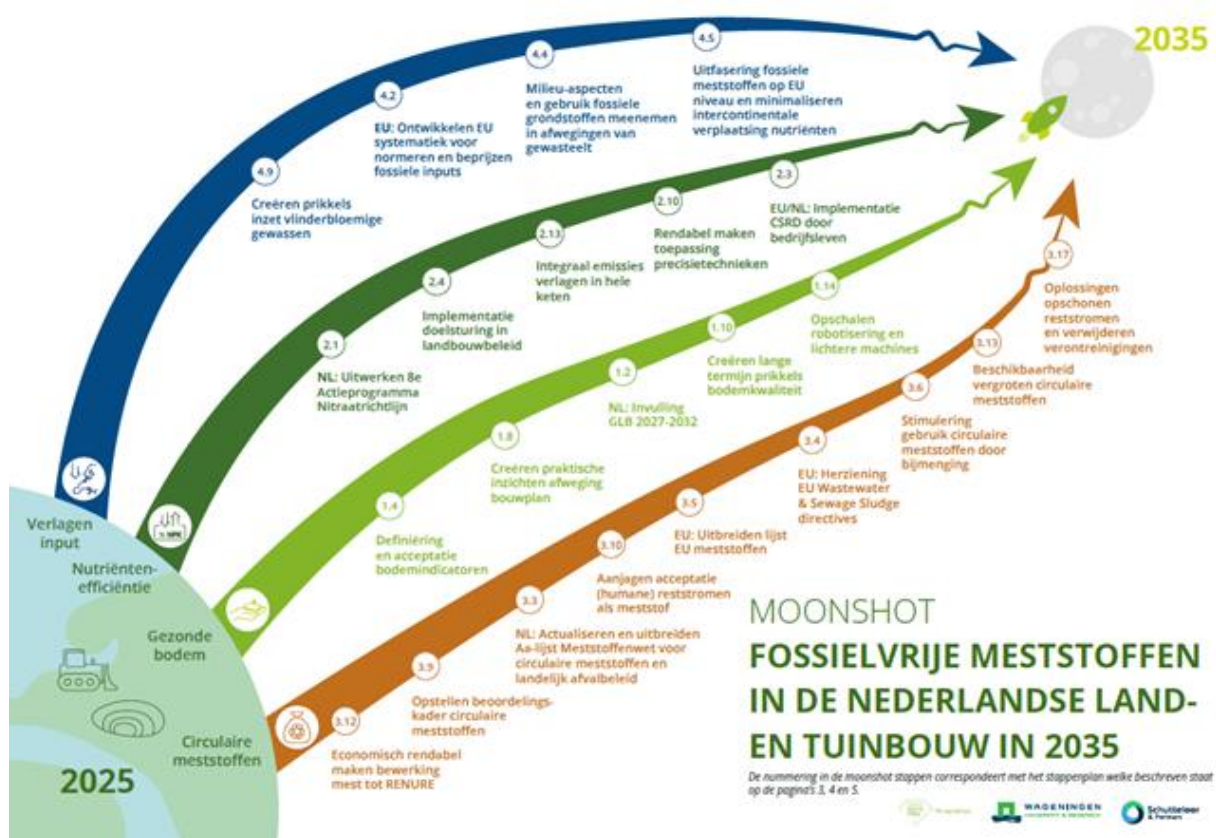 2035
4.5
Uitfasering fossiele
meststoffen op EU
niveau en minimaliseren
intercontinentale
verplaatsing nutriënten
4.4
Milieu-aspecten
en gebruik fossiele
grondstoffen meenemen
in afwegingen van
gewasteelt
4.2
EU: Ontwikkelen EU
systematiek voor
normeren en beprijzen
fossiele inputs
4.9
Creëren prikkels
inzet vlinderbloemige
gewassen
2.3
EU/NL: Implementatie
CSRD door
bedrijfsleven
2.10
Rendabel maken
toepassing
precisietechnieken
2.13
Integraal emissies
verlagen in hele
keten
2.4
Implementatie
doelsturing in
landbouwbeleid
2.1
NL: Uitwerken 8e
Actieprogramma
Nitraatrichtlijn
1.14
Opschalen
robotisering en
lichtere machines
1.10
Creëren lange
termijn prikkels
bodemkwaliteit
1.2
NL: Invulling
GLB 2027-2032
1.8
Creëren praktische
inzichten afweging
bouwplan
1.4
Definiëring
en acceptatie
bodemindicatoren
3.17
Oplossingen
opschonen
reststromen
en verwijderen
verontreinigingen
3.13
Beschikbaarheid
vergroten circulaire
meststoffen
3.6
Stimulering
gebruik circulaire
meststoffen door
bijmenging
3.4
EU: Herziening
EU Wastewater
& Sewage Sludge
directives
3.5
EU: Uitbreiden lijst
EU meststoffen
3.10
Aanjagen acceptatie
(humane) reststromen
als meststof
3.3
NL: Actualiseren en uitbreiden
Aa-lijst Meststoffenwet voor
circulaire meststoffen en
landelijk afvalbeleid
3.9
Opstellen beoordelings-
kader circulaire
meststoffen
3.12
Economisch rendabel
maken bewerking
mest tot RENURE
Verlagen
input
Nutriënten-
efficiëntie
NPK
Gezonde
bodem
Circulaire
meststoffen
2025
MOONSHOT
FOSSIELVRIJE MESTSTOFFEN
IN DE NEDERLANDSE LAND-
EN TUINBOUW IN 2035
De nummering in de moonshot stappen correspondeert met het stappenplan welke beschreven staat
op de pagina's 3, 4 en 5.
WAGENINGEN
UNIVERSITY & RESEARCH
Schuttelaar
& Partners